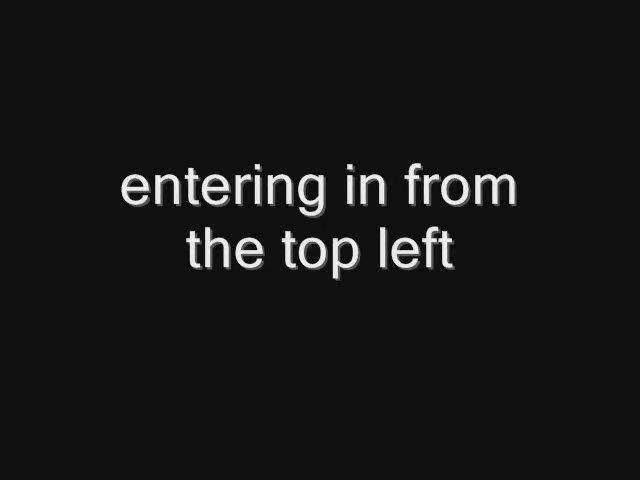 entering in from
the top left